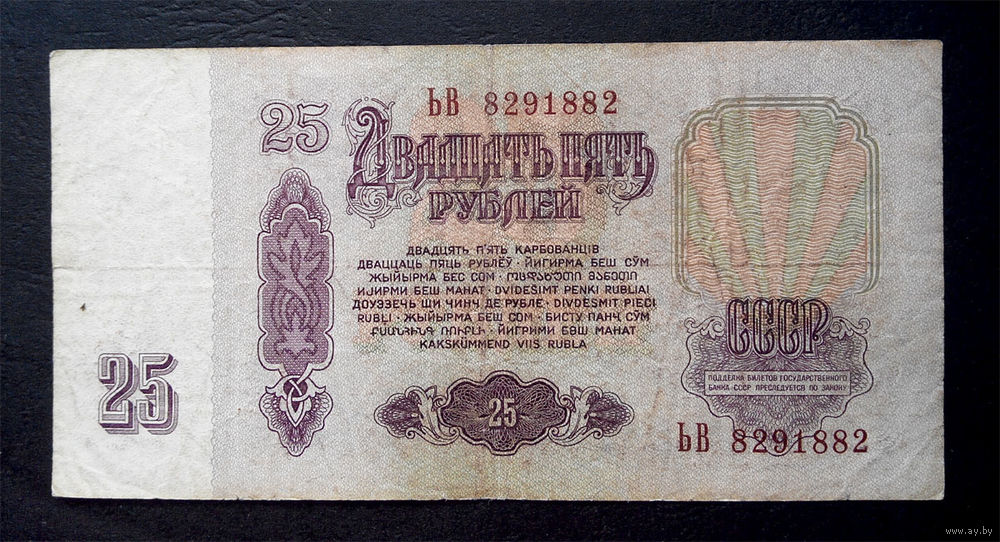 ЬВ 8291882
25
ДВАДЦАТЬ ПЯТЬ
РУБЛЕЙ
ДВАДЦЯТЬ П'ЯТЬ КАРБОВАНЦІВ
ДВАЦЦАЦЬ ПЯЦЬ РУБЛЁЎ · ЙИГИРМА БЕШ СЎМ
ЖЫЙЫРМА БЕС СОМ · ᲝᲪᲓᲐᲮᲣᲗᲘ ᲛᲐᲜᲔᲗᲘ
ИЈИРМИ БЕШ МАНАТ · DVIDEŠIMT PENKI RUBLIAI
ДОУЗЗЕЧЬ ШИ ЧИНЧ ДЕ РУБЛЕ · DIVDESMIT PIECI
RUBĻI · ЖЫЙЫРМА БЕШ СОМ · БИСТУ ПАНҶ СӮМ
ՔՍԱՆՀԻՆԳ ՌՈՒԲԼԻ · ЙИГРИМИ БӘШ МАНАТ
KAKSKÜMMEND VIIS RUBLA
СССР
ПОДДЕЛКА БИЛЕТОВ ГОСУДАРСТВЕННОГО
БАНКА СССР ПРЕСЛЕДУЕТСЯ ПО ЗАКОНУ
25
25
ЬВ 8291882
www.ay.by